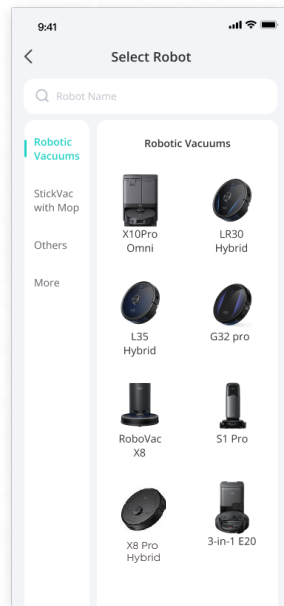 9:41
Select Robot
Robot Name
Robotic
Vacuums
StickVac
with Mop
Others
More
Robotic Vacuums
X10Pro
Omni
LR30
Hybrid
L35
Hybrid
G32 pro
RoboVac
X8
S1 Pro
X8 Pro
Hybrid
3-in-1 E20